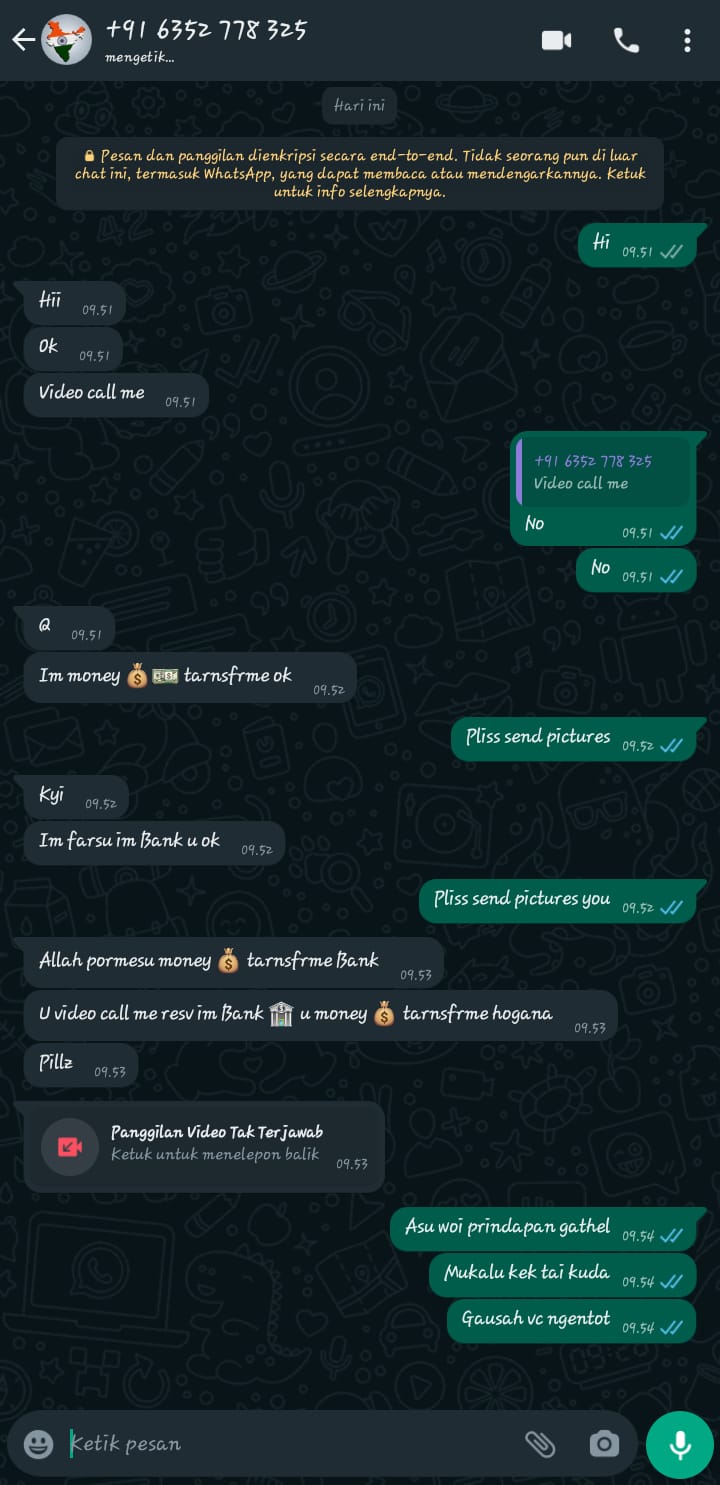 +91 6352 778 325
mengetik...
Hari ini
🔒 Pesan dan panggilan dienkripsi secara end-to-end. Tidak seorang pun di luar
chat ini, termasuk WhatsApp, yang dapat membaca atau mendengarkannya. Ketuk
untuk info selengkapnya.
Hi 09.51
Hii 09.51
Ok 09.51
Video call me 09.51
+91 6352 778 325
Video call me
No 09.51
No 09.51
Q 09.51
Im money 💰💵 tarnsfrme ok 09.52
Pliss send pictures 09.52
Kyi 09.52
Im farsu im Bank u ok 09.52
Pliss send pictures you 09.52
Allah pormesu money 💰 tarnsfrme Bank 09.53
U video call me resv im Bank 🏦 u money 💰 tarnsfrme hogana 09.53
Pillz 09.53
Panggilan Video Tak Terjawab
Ketuk untuk menelepon balik 09.53
Asu woi prindapan gathel 09.54
Mukalu kek tai kuda 09.54
Gausah vc ngentot 09.54
Ketik pesan